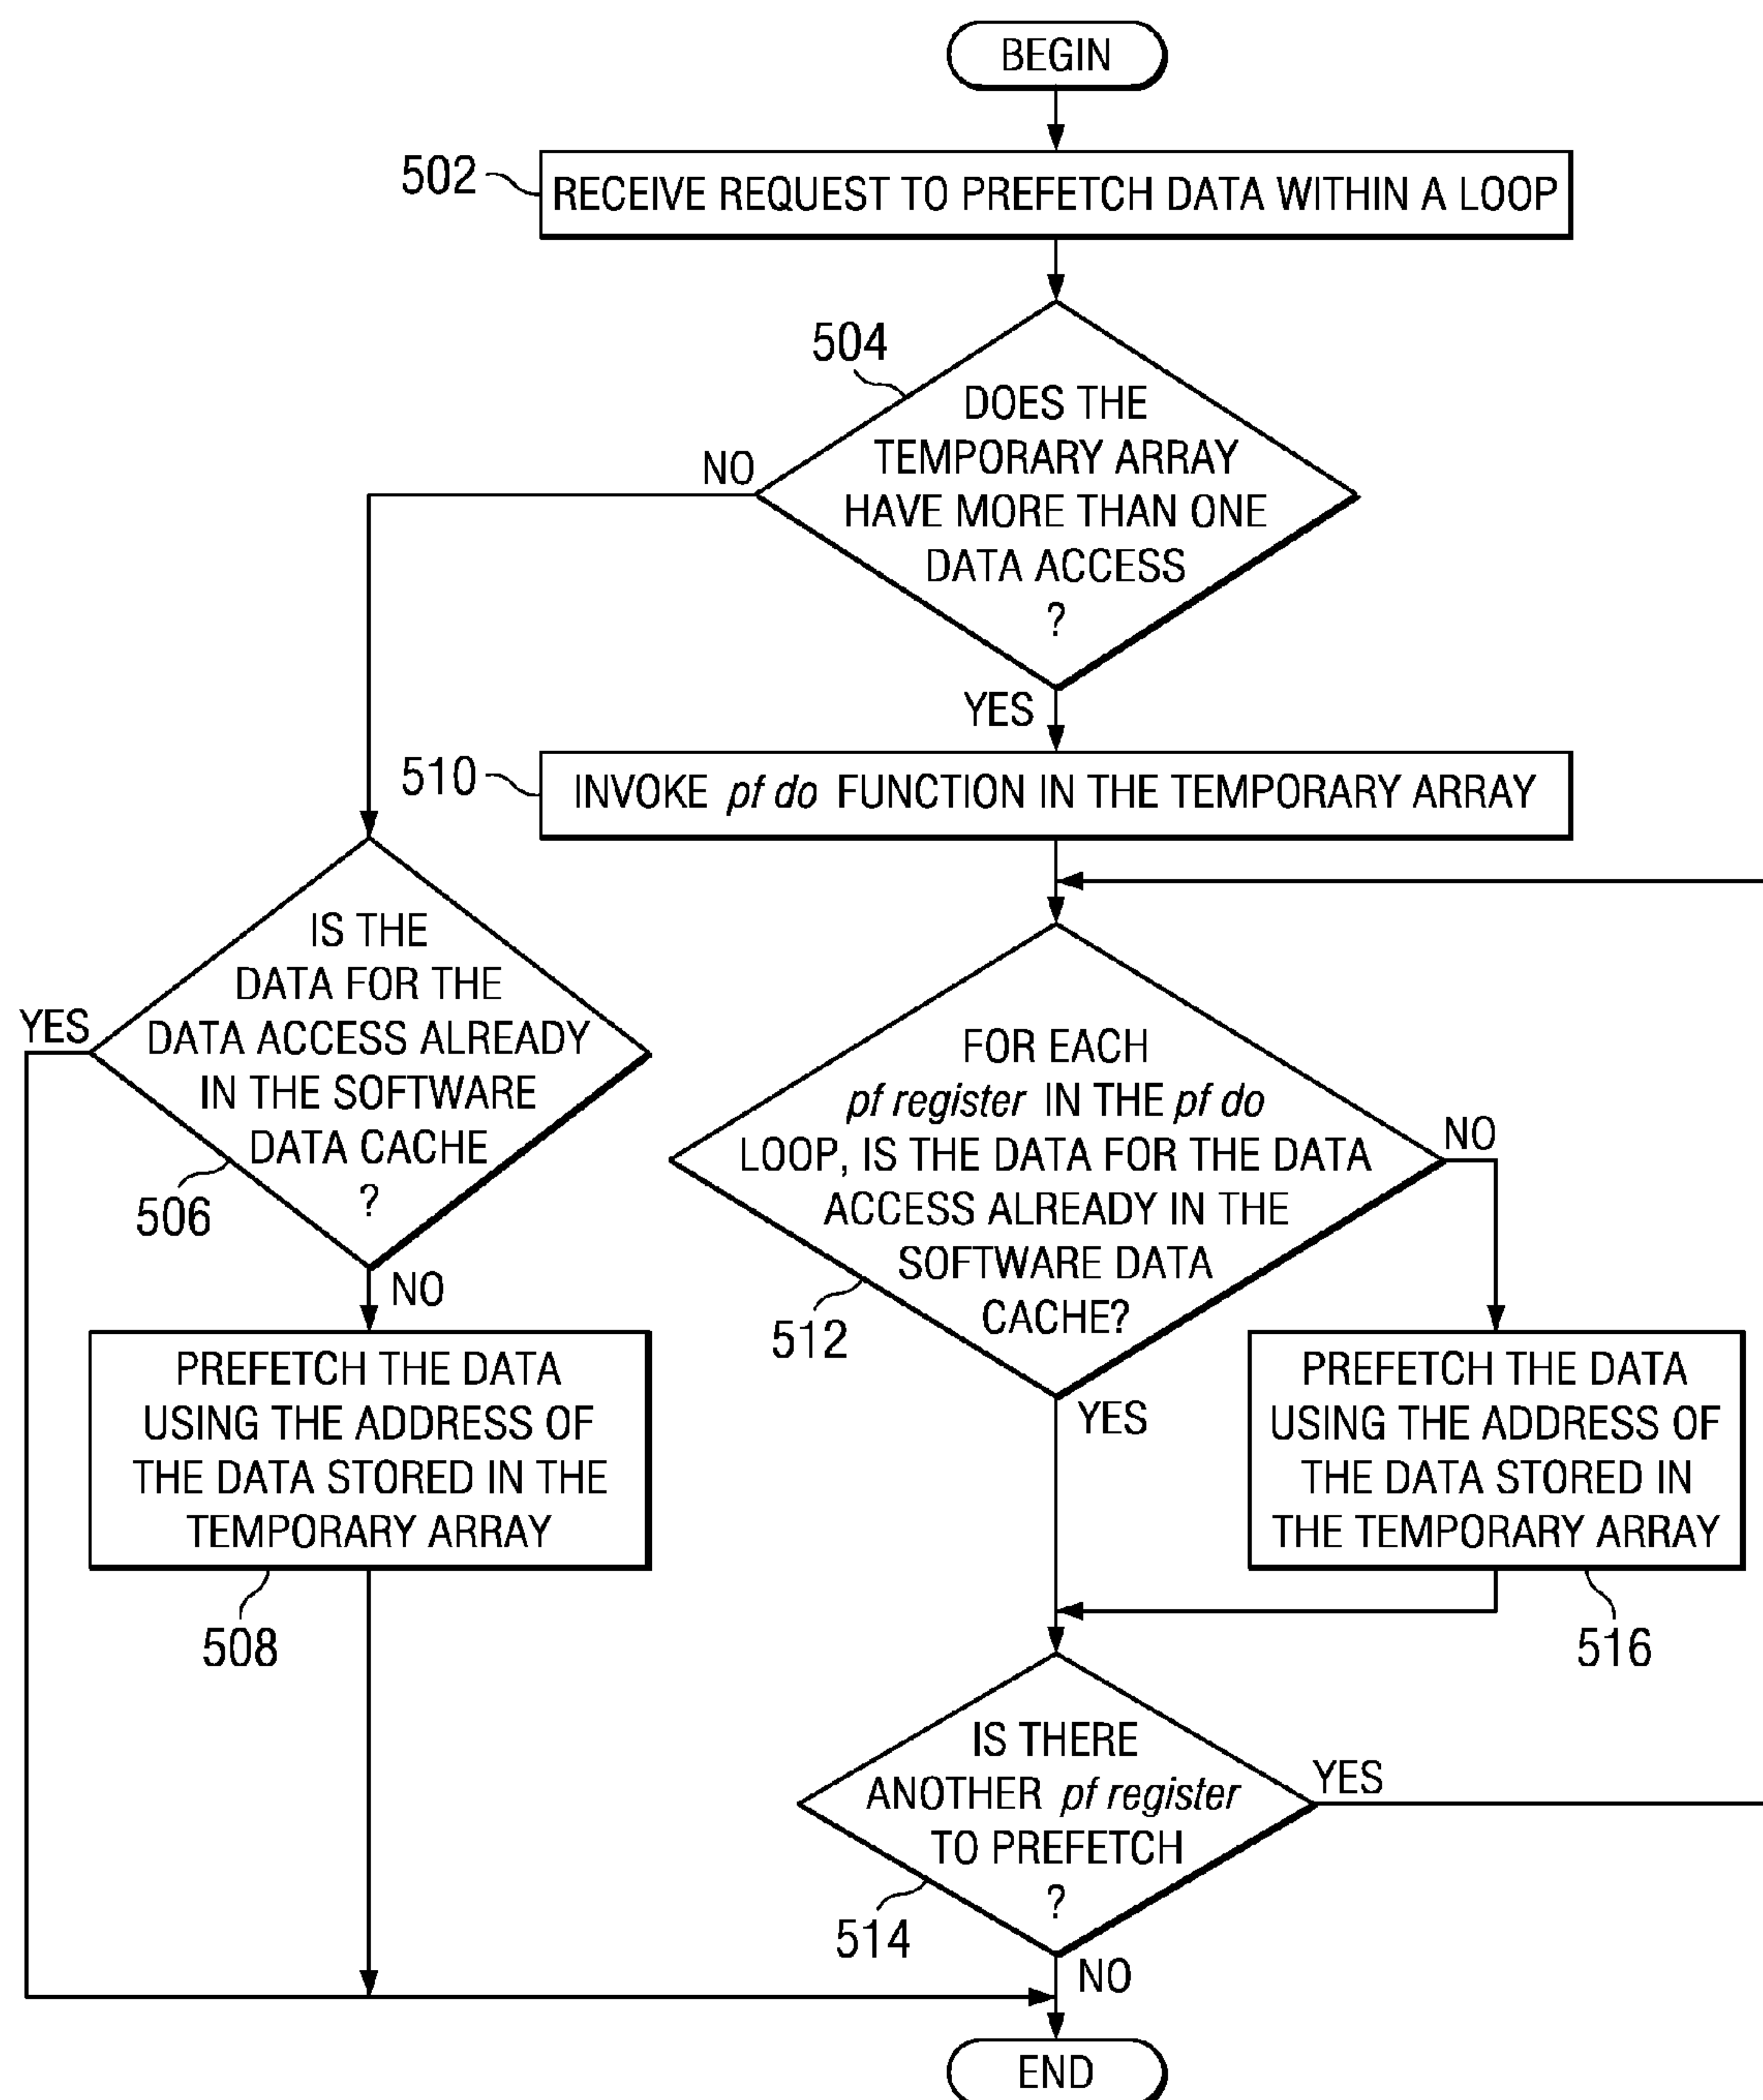 BEGIN
502
RECEIVE REQUEST TO PREFETCH DATA WITHIN A LOOP
504
DOES THE
TEMPORARY ARRAY
HAVE MORE THAN ONE
DATA ACCESS
?
NO
YES
510
INVOKE pf do FUNCTION IN THE TEMPORARY ARRAY
IS THE
DATA FOR THE
DATA ACCESS ALREADY
IN THE SOFTWARE
DATA CACHE
?
YES
506
NO
PREFETCH THE DATA
USING THE ADDRESS OF
THE DATA STORED IN THE
TEMPORARY ARRAY
508
FOR EACH
pf register IN THE pf do
LOOP, IS THE DATA FOR THE DATA
ACCESS ALREADY IN THE
SOFTWARE DATA
CACHE?
512
NO
YES
PREFETCH THE DATA
USING THE ADDRESS OF
THE DATA STORED IN
THE TEMPORARY ARRAY
516
IS THERE
ANOTHER pf register
TO PREFETCH
?
YES
514
NO
END